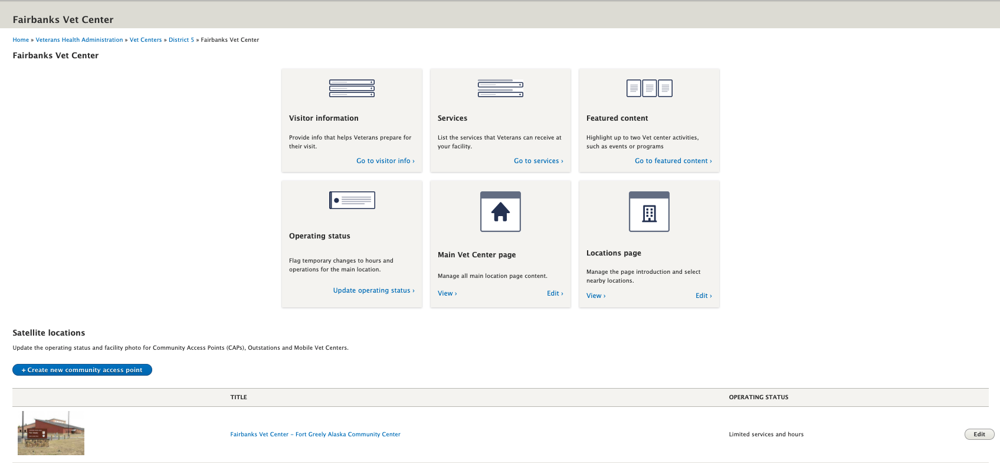 Fairbanks Vet Center
Home » Veterans Health Administration » Vet Centers » District 5 » Fairbanks Vet Center
Fairbanks Vet Center
Visitor information
Provide info that helps Veterans prepare for
their visit.
Go to visitor info ›
Services
List the services that Veterans can receive at
your facility.
Go to services ›
Featured content
Highlight up to two Vet center activities,
such as events or programs
Go to featured content ›
Operating status
Flag temporary changes to hours and
operations for the main location.
Update operating status ›
Main Vet Center page
Manage all main location page content.
View ›
Edit ›
Locations page
Manage the page introduction and select
nearby locations.
View ›
Edit ›
Satellite locations
Update the operating status and facility photo for Community Access Points (CAPs), Outstations and Mobile Vet Centers.
+ Create new community access point
TITLE
OPERATING STATUS
Fairbanks Vet Center – Fort Greely Alaska Community Center
Limited services and hours
Edit